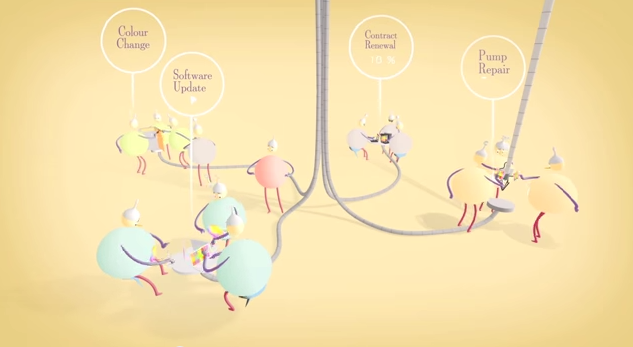 Colour
Change
Software
Update
Contract
Renewal
10 %
Pump
Repair